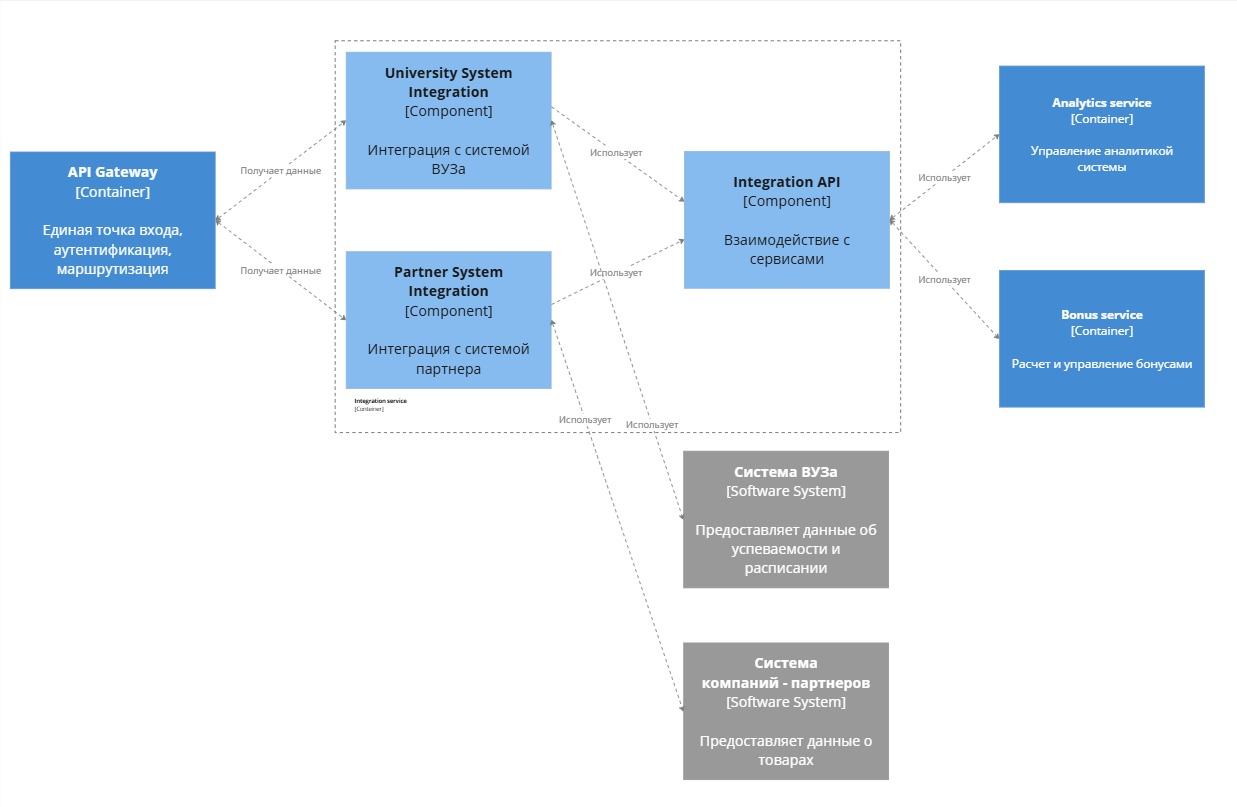 University System
Integration
[Component]
Интеграция с системой
ВУЗа
Analytics service
[Container]
Управление аналитикой
системы
API Gateway
[Container]
Единая точка входа,
аутентификация,
маршрутизация
Получает данные
Использует
Integration API
[Component]
Взаимодействие с
сервисами
Использует
Partner System
Integration
[Component]
Интеграция с системой
партнера
Получает данные
Использует
Использует
Bonus service
[Container]
Расчет и управление бонусами
Integration service
[Container]
Использует
Использует
Система ВУЗа
[Software System]
Предоставляет данные об
успеваемости и
расписании
Система
компаний - партнеров
[Software System]
Предоставляет данные о
товарах